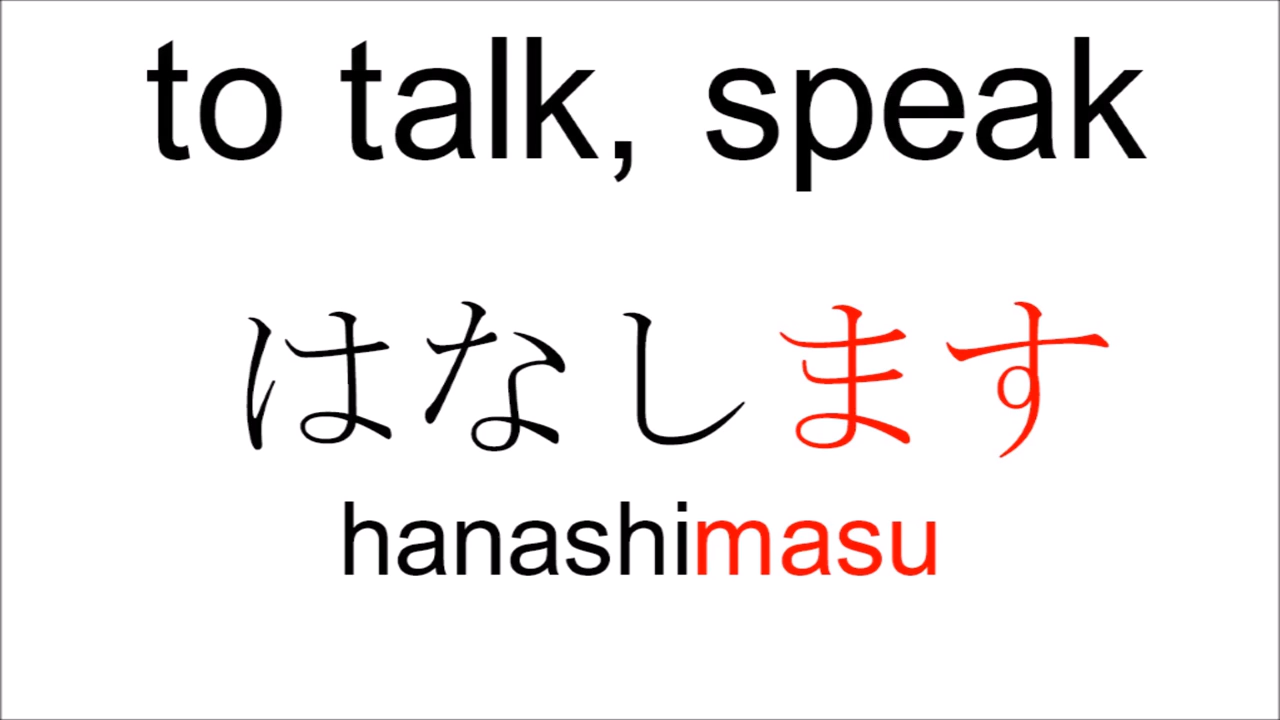 to talk, speak
はなします
hanashimasu